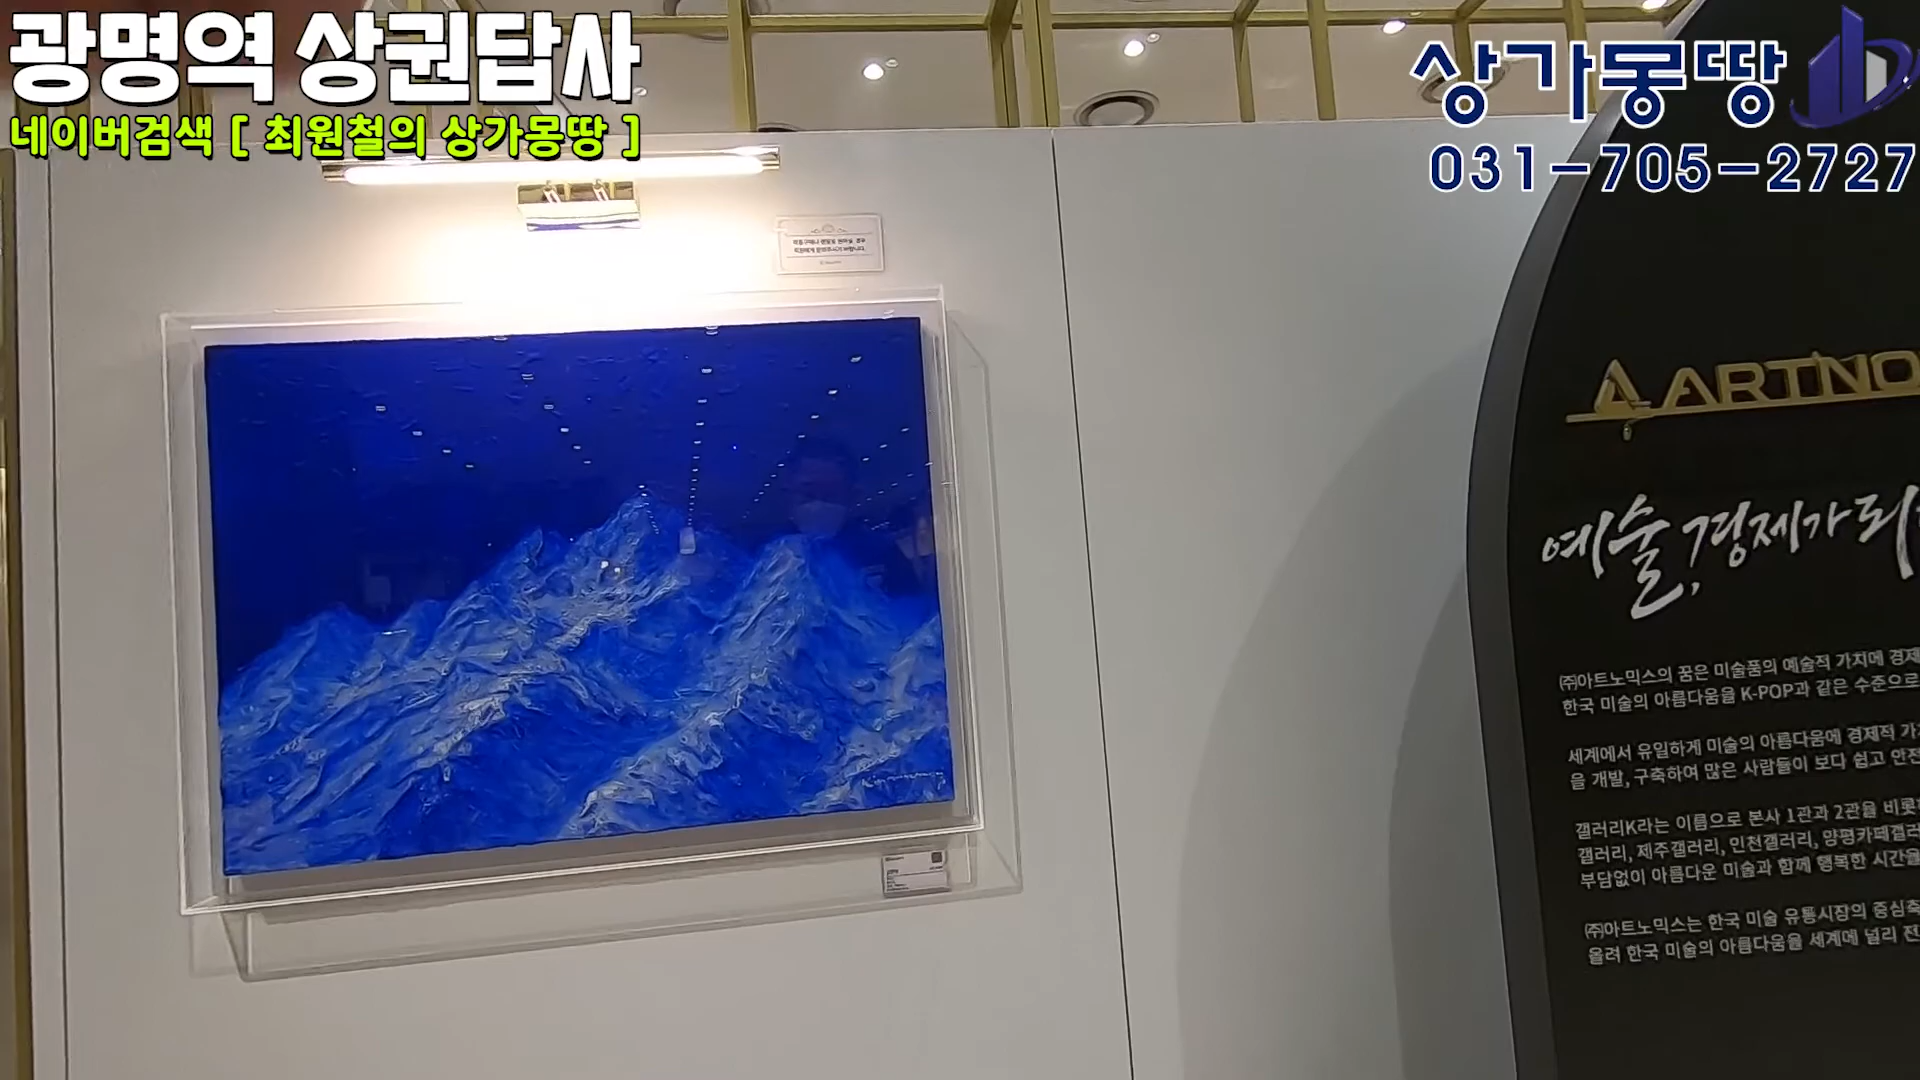 광명역 상권답사
네이버검색 [ 최원철의 상가몽땅 ]
상가몽땅
031-705-2727
ARTNO
예술, 경제가 되
㈜아트노믹스의 꿈은 미술품의 예술적 가치에 경제
한국 미술의 아름다움을 K-POP과 같은 수준으로
세계에서 유일하게 미술의 아름다움에 경제적 가
을 개발, 구축하여 많은 사람들이 보다 쉽고 안전
갤러리K라는 이름으로 본사 1관과 2관을 비롯
갤러리, 제주갤러리, 인천갤러리, 양평카페갤러
부담없이 아름다운 미술과 함께 행복한 시간을
㈜아트노믹스는 한국 미술 유통시장의 중심축
올려 한국 미술의 아름다움을 세계에 널리 전